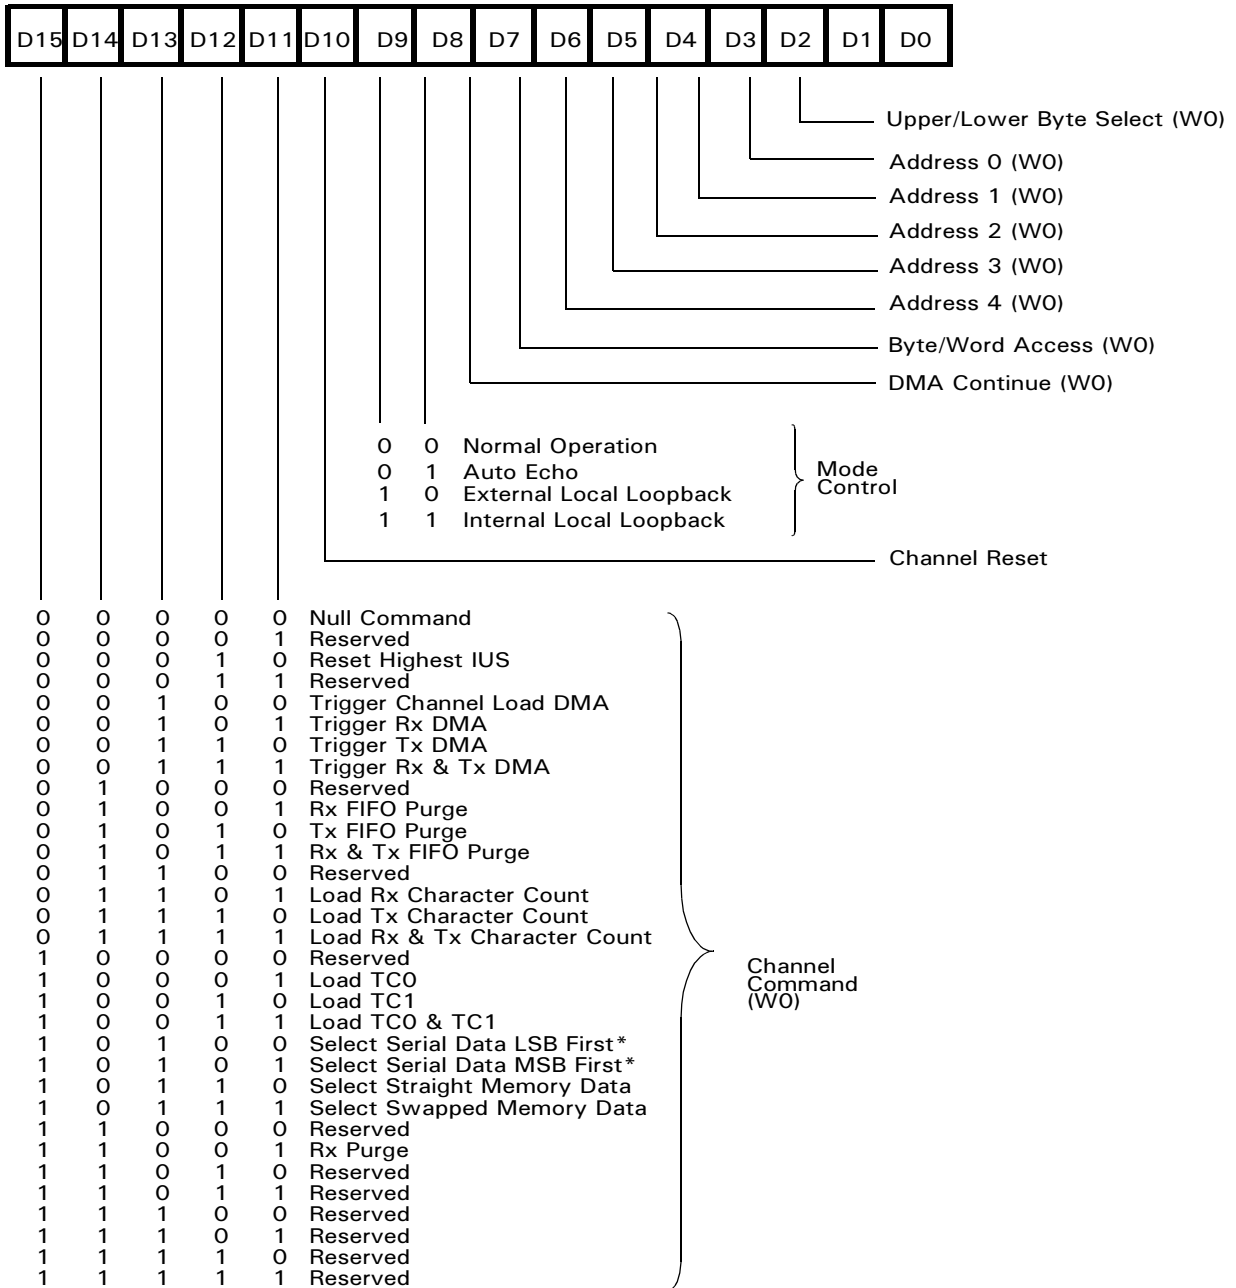 D15 D14 D13 D12 D11 D10 D9 D8 D7 D6 D5 D4 D3 D2 D1 D0
Upper/Lower Byte Select (W0)
Address 0 (W0)
Address 1 (W0)
Address 2 (W0)
Address 3 (W0)
Address 4 (W0)
Byte/Word Access (W0)
DMA Continue (W0)
0 0 Normal Operation
0 1 Auto Echo
1 0 External Local Loopback
1 1 Internal Local Loopback
Mode
Control
Channel Reset
0 0 0 0 0 Null Command
0 0 0 0 1 Reserved
0 0 0 1 0 Reset Highest IUS
0 0 0 1 1 Reserved
0 0 1 0 0 Trigger Channel Load DMA
0 0 1 0 1 Trigger Rx DMA
0 0 1 1 0 Trigger Tx DMA
0 0 1 1 1 Trigger Rx & Tx DMA
0 1 0 0 0 Reserved
0 1 0 0 1 Rx FIFO Purge
0 1 0 1 0 Tx FIFO Purge
0 1 0 1 1 Rx & Tx FIFO Purge
0 1 1 0 0 Reserved
0 1 1 0 1 Load Rx Character Count
0 1 1 1 0 Load Tx Character Count
0 1 1 1 1 Load Rx & Tx Character Count
1 0 0 0 0 Reserved
1 0 0 0 1 Load TC0
1 0 0 1 0 Load TC1
1 0 0 1 1 Load TC0 & TC1
1 0 1 0 0 Select Serial Data LSB First*
1 0 1 0 1 Select Serial Data MSB First*
1 0 1 1 0 Select Straight Memory Data
1 0 1 1 1 Select Swapped Memory Data
1 1 0 0 0 Reserved
1 1 0 0 1 Rx Purge
1 1 0 1 0 Reserved
1 1 0 1 1 Reserved
1 1 1 0 0 Reserved
1 1 1 0 1 Reserved
1 1 1 1 0 Reserved
1 1 1 1 1 Reserved
Channel
Command
(W0)